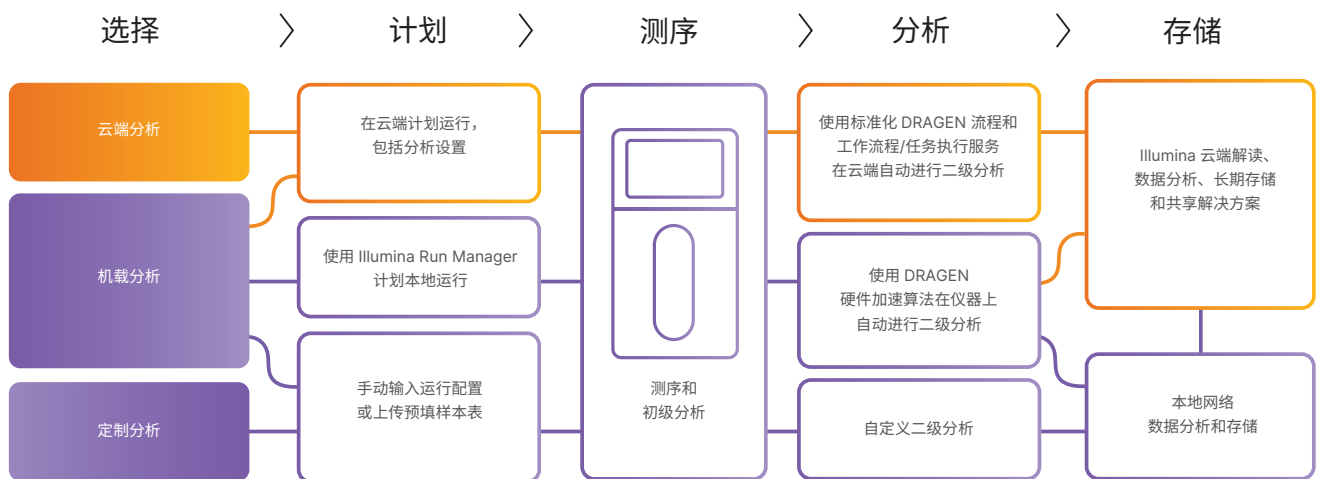 选择
计划
测序
分析
存储
云端分析
机载分析
定制分析
在云端计划运行，
包括分析设置
使用 Illumina Run Manager
计划本地运行
手动输入运行配置
或上传预填样本表
测序和
初级分析
使用标准化 DRAGEN 流程和
工作流程/任务执行服务
在云端自动进行二级分析
使用 DRAGEN
硬件加速算法在仪器上
自动进行二级分析
自定义二级分析
Illumina 云端解读、
数据分析、长期存储
和共享解决方案
本地网络
数据分析和存储